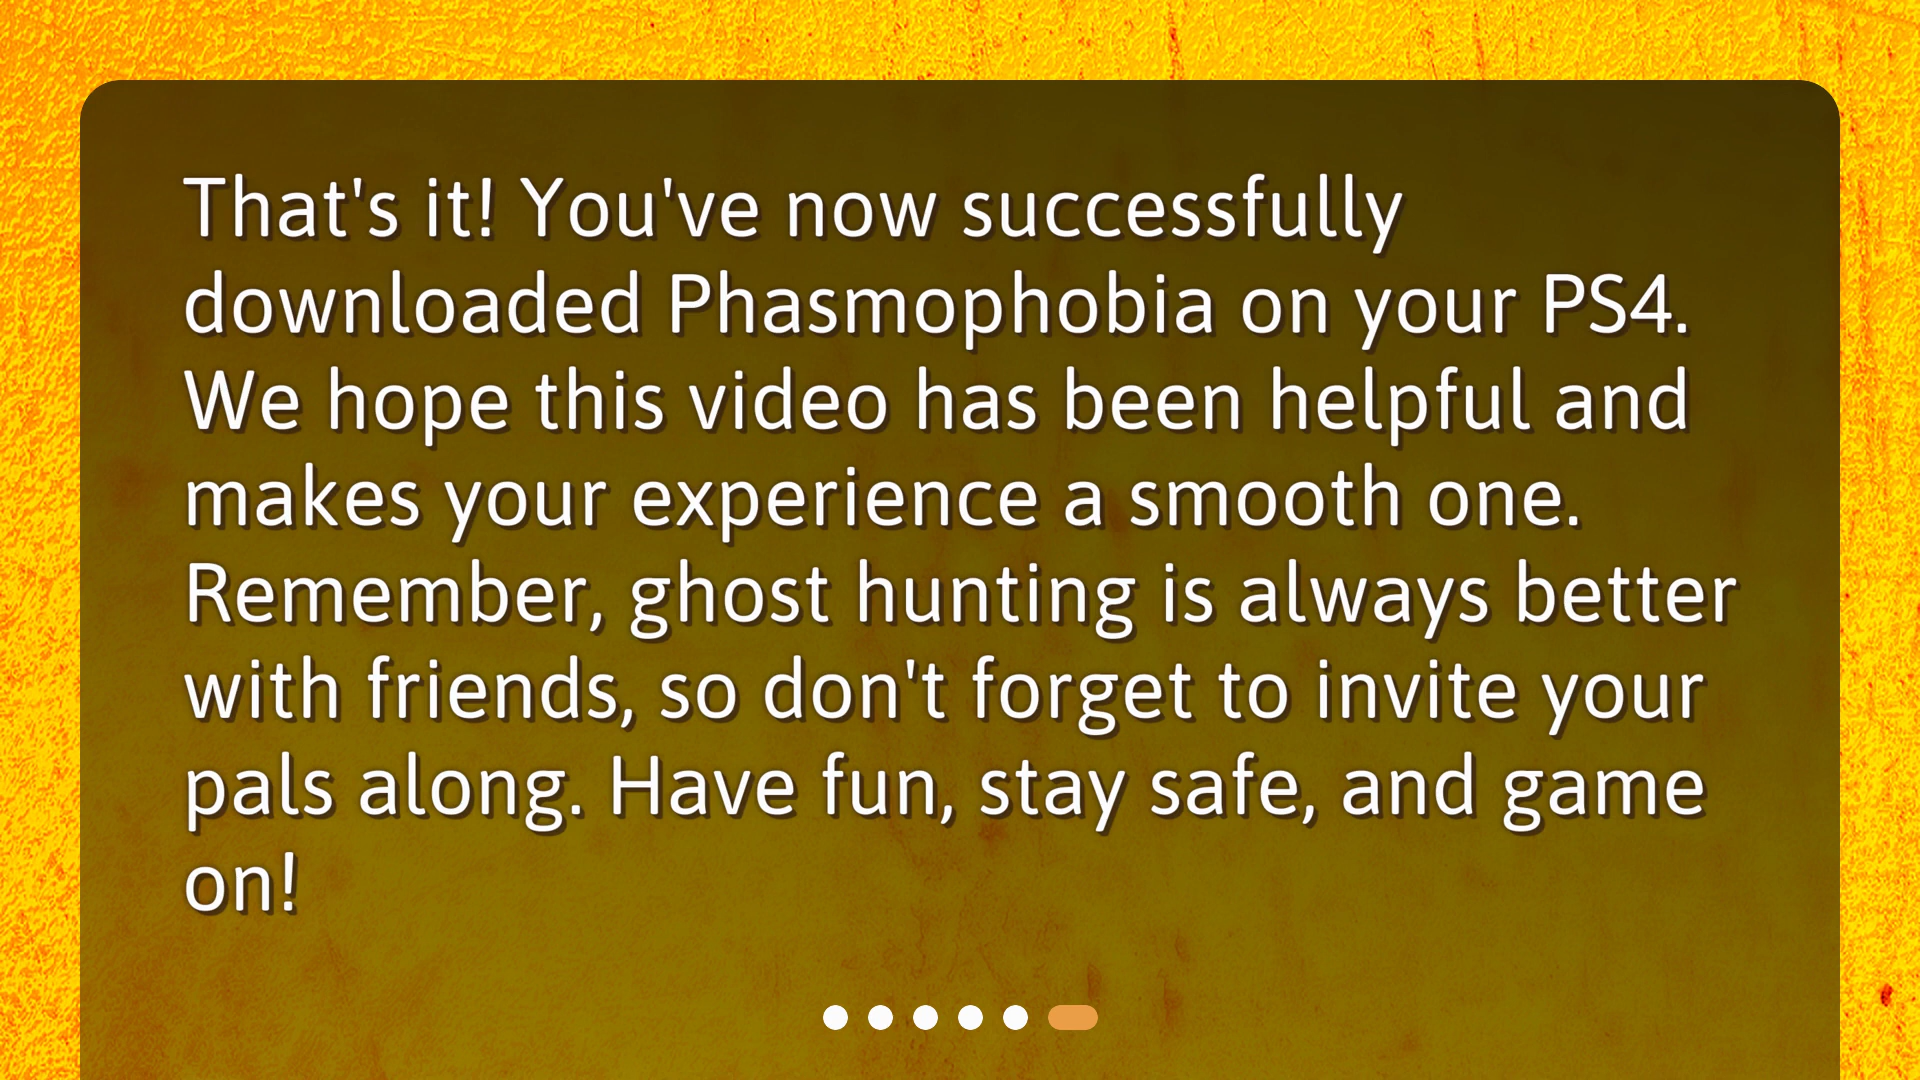 That's it! You've now successfully
downloaded Phasmophobia on your PS4.
We hope this video has been helpful and
makes your experience a smooth one.
Remember, ghost hunting is always better
with friends, so don't forget to invite your
pals along. Have fun, stay safe, and game
on!